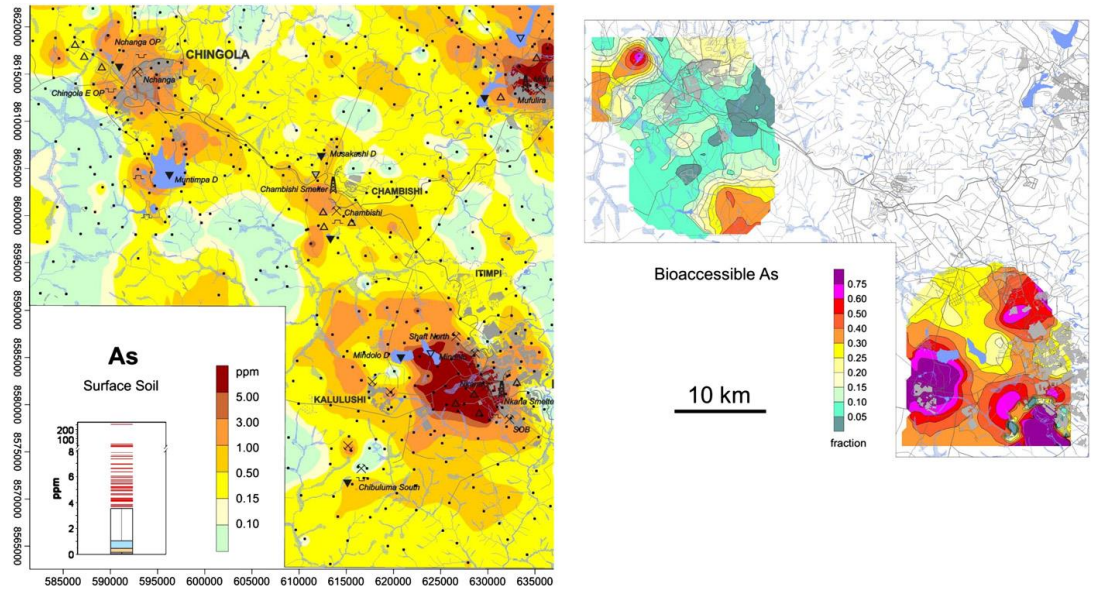 8620000
8615000
8610000
8605000
8600000
8595000
8590000
8585000
8580000
8575000
8570000
8565000
Nchanga OP
CHINGOLA
Nchanga
Chingola E OP
Mufulira
Musakashi D
Muntimpa D
Chambishi Smelter
CHAMBISHI
Chambishi
ITIMPI
Shaft North
Mindolo D
Mindolo
KALULUSHI
Nkana Smelte
SOB
Chibuluma South
As
Surface Soil
ppm
5.00
3.00
1.00
0.50
0.15
0.10
200
100
8
6
4
2
0
ppm
585000 590000 595000 600000 605000 610000 615000 620000 625000 630000 635000
Bioaccessible As
0.75
0.60
0.50
0.40
0.30
0.25
0.20
0.15
0.10
0.05
fraction
10 km